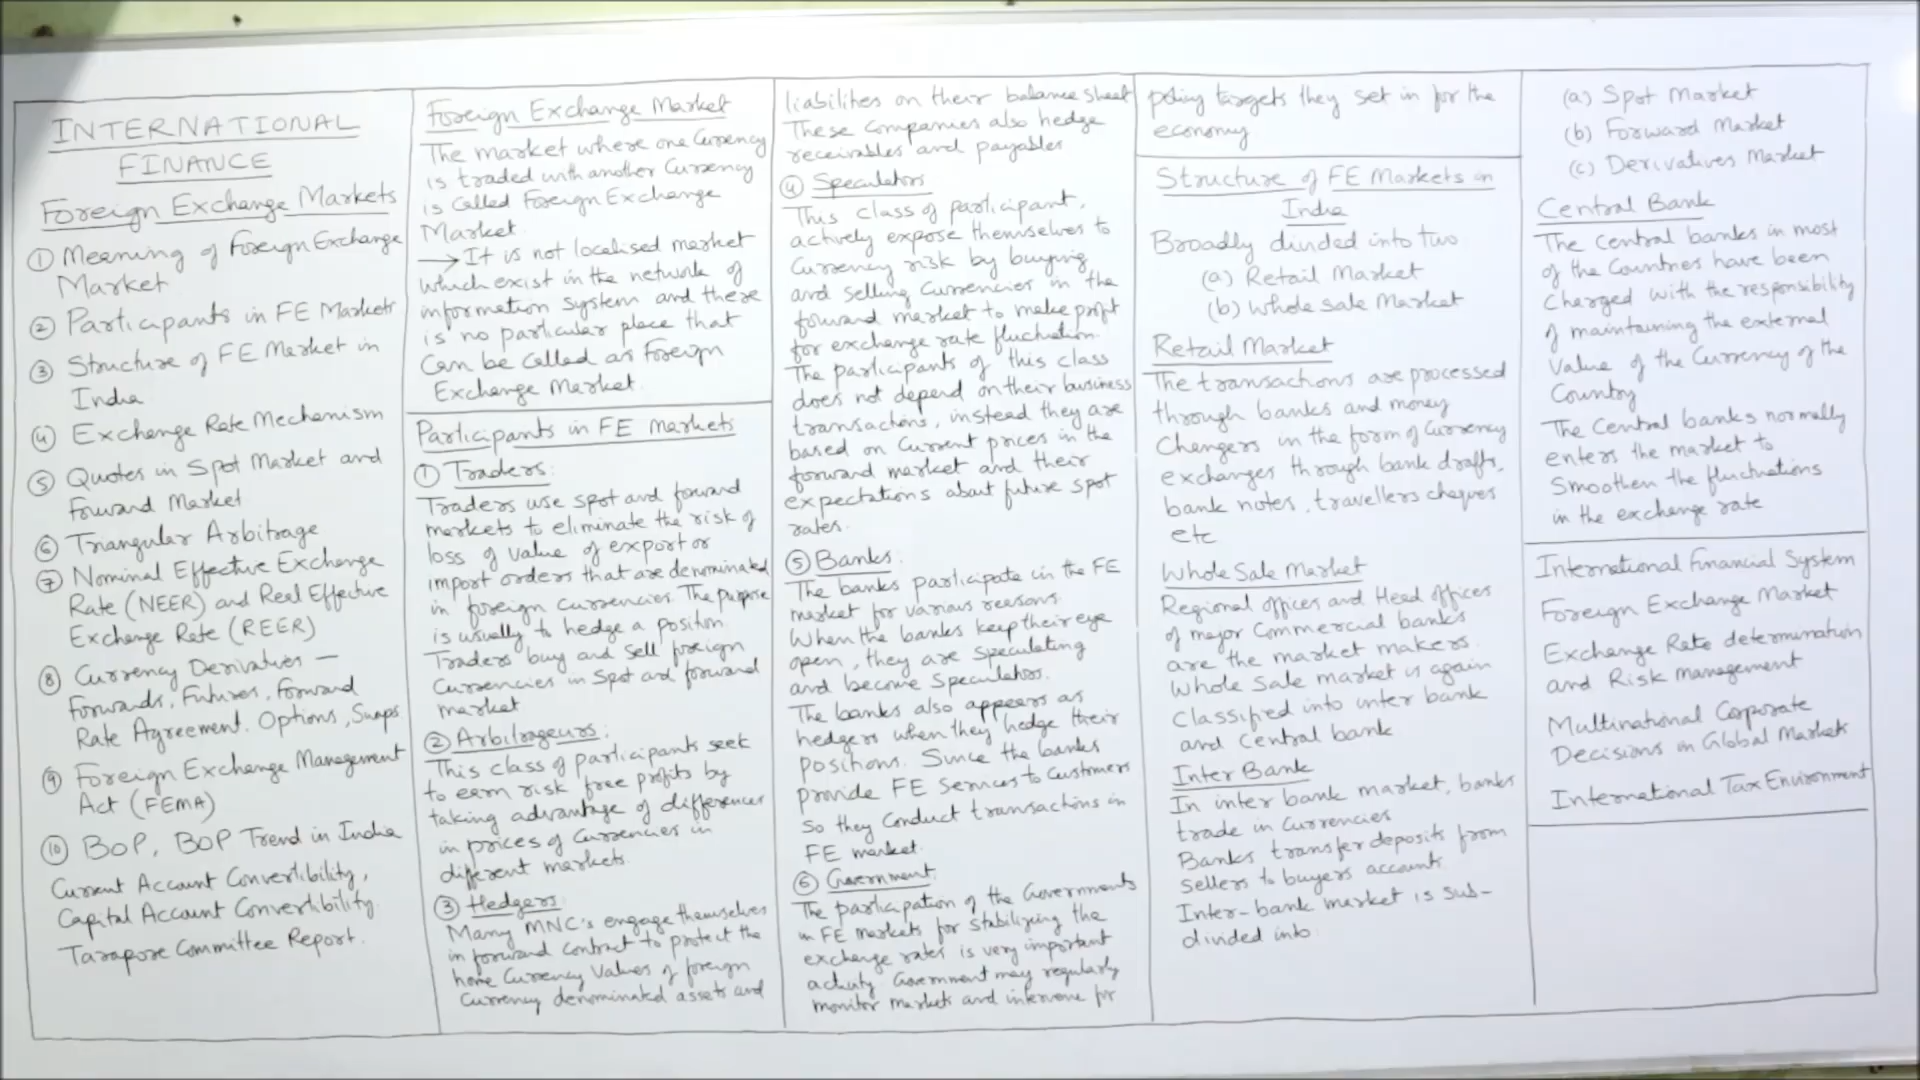 INTERNATIONAL
FINANCE
Foreign Exchange Markets
① Meaning of Foreign Exchange
Market
② Participants in FE Markets
③ Structure of FE Market in
India
④ Exchange Rate Mechanism
⑤ Quotes in Spot Market and
Forward Market
⑥ Triangular Arbitrage
⑦ Nominal Effective Exchange
Rate (NEER) and Real Effective
Exchange Rate (REER)
⑧ Currency Derivatives —
Forwards, Futures, Forward
Rate Agreement, Options, Swaps
⑨ Foreign Exchange Management
Act (FEMA)
⑩ BOP, BOP Trend in India
Current Account Convertibility,
Capital Account Convertibility.
Tarapore Committee Report.
Foreign Exchange Market
The market where one Currency
is traded with another Currency
is called Foreign Exchange
Market.
→ It is not localised market
which exist in the network of
information system and there
is no particular place that
can be called as Foreign
Exchange Market.
Participants in FE Markets
① Traders:
Traders use spot and forward
markets to eliminate the risk of
loss of value of export or
import orders that are denominated
in foreign currencies. The purpose
is usually to hedge a position.
Traders buy and sell foreign
Currencies in Spot and forward
market
② Arbitrageurs:
This class of participants seek
to earn risk free profits by
taking advantage of differences
in prices of currencies in
different markets.
③ Hedgers
Many MNC's engage themselves
in forward contract to protect the
home Currency Values of foreign
Currency denominated assets and
liabilities on their balance sheet
These companies also hedge
receivables and payables
④ Speculators
This class of participant,
actively expose themselves to
Currency risk by buying
and selling currencies in the
forward market to make profit
for exchange rate fluctuation.
The participants of this class
does not depend on their business
transactions, instead they are
based on current prices in the
forward market and their
expectations about future spot
rates.
⑤ Banks:
The banks participate in the FE
market for various reasons.
When the banks keep their eye
open, they are speculating
and become Speculators.
The banks also appears as
hedgers when they hedge their
positions. Since the banks
provide FE Services to customers
So they conduct transactions in
FE market.
⑥ Government.
The participation of the Governments
in FE markets for stabilizing the
exchange rates is very important
activity. Government may regularly
monitor markets and intervene for
policy targets they set in for the
economy
Structure of FE Markets in
India
Broadly divided into two
(a) Retail Market
(b) Whole sale Market
Retail Market
The transactions are processed
through banks and money
Changers in the form of Currency
exchanges through bank drafts,
bank notes, travellers cheques
etc
Whole Sale Market
Regional offices and Head offices
of major Commercial banks
are the market makers.
Whole sale market is again
classified into inter bank
and Central bank
Inter Bank
In inter bank market, banks
trade in currencies
Banks transfer deposits from
sellers to buyers accounts.
Inter-bank market is sub-
divided into
(a) Spot Market
(b) Forward Market
(c) Derivatives Market
Central Bank
The central banks in most
of the Countries have been
charged with the responsibility
of maintaining the external
Value of the Currency of the
Country
The Central banks normally
enters the market to
Smoothen the fluctuations
in the exchange rate
International Financial System
Foreign Exchange Market
Exchange Rate determination
and Risk management
Multinational Corporate
Decisions in Global Markets
International Tax Environment